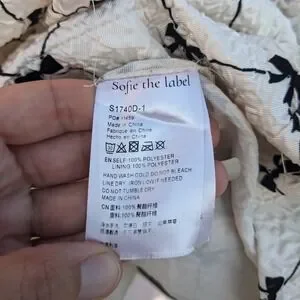 Sofie the label
S1740D-1
Made in China
Fabriqué en Chine
Hecho en China
EN SELF:100% POLYESTER
LINING 100% POLYESTER
HAND WASH COLD. DO NOT BLEACH
LINE DRY. IRON LOW IF NEEDED
DO NOT TUMBLE DRY
MADE IN CHINA
CN 面料:100% 聚酯纤维
里料:100% 聚酯纤维